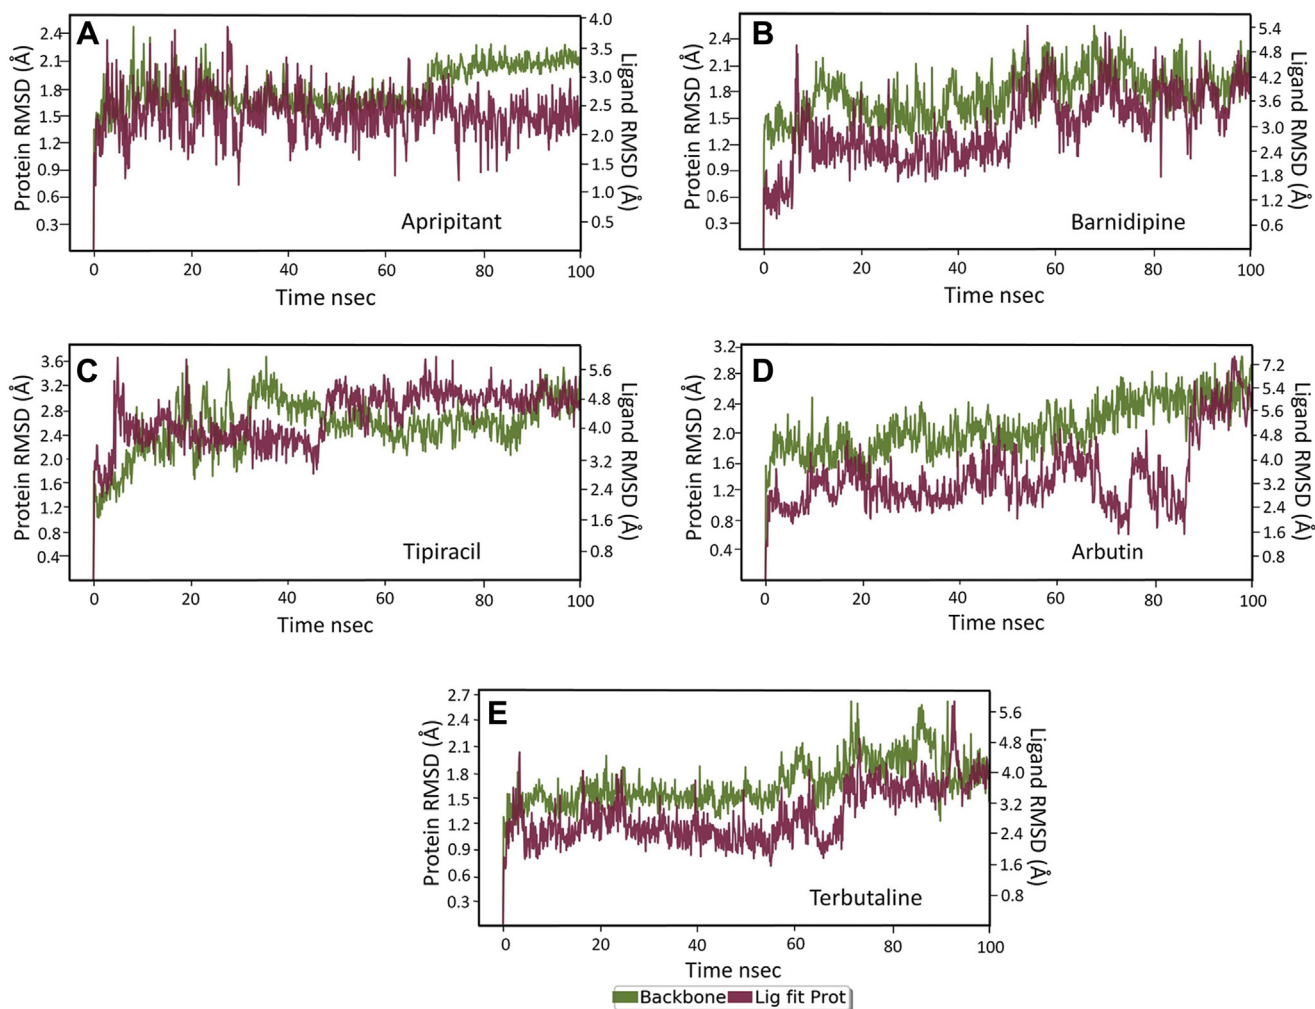 A
Protein RMSD (Å)
2.4
2.1
1.8
1.5
1.2
0.9
0.6
0.3
4.0
3.5
3.0
2.5
2.0
1.5
1.0
0.5
Ligand RMSD (Å)
Apripitant
0 20 40 60 80 100
Time nsec
B
Protein RMSD (Å)
2.4
2.1
1.8
1.5
1.2
0.9
0.6
0.3
5.4
4.8
4.2
3.6
3.0
2.4
1.8
1.2
0.6
Ligand RMSD (Å)
Barnidipine
0 20 40 60 80 100
Time nsec
C
Protein RMSD (Å)
3.6
3.2
2.8
2.4
2.0
1.6
1.2
0.8
0.4
5.6
4.8
4.0
3.2
2.4
1.6
0.8
Ligand RMSD (Å)
Tipiracil
0 20 40 60 80 100
Time nsec
D
Protein RMSD (Å)
3.2
2.8
2.4
2.0
1.6
1.2
0.8
0.4
7.2
5.4
5.6
4.8
4.0
3.2
2.4
1.6
0.8
Ligand RMSD (Å)
Arbutin
0 20 40 60 80 100
Time nsec
E
Protein RMSD (Å)
2.7
2.4
2.1
1.8
1.5
1.2
0.9
0.6
0.3
5.6
4.8
4.0
3.2
2.4
1.6
0.8
Ligand RMSD (Å)
Terbutaline
0 20 40 60 80 100
Time nsec
Backbone Lig fit Prot